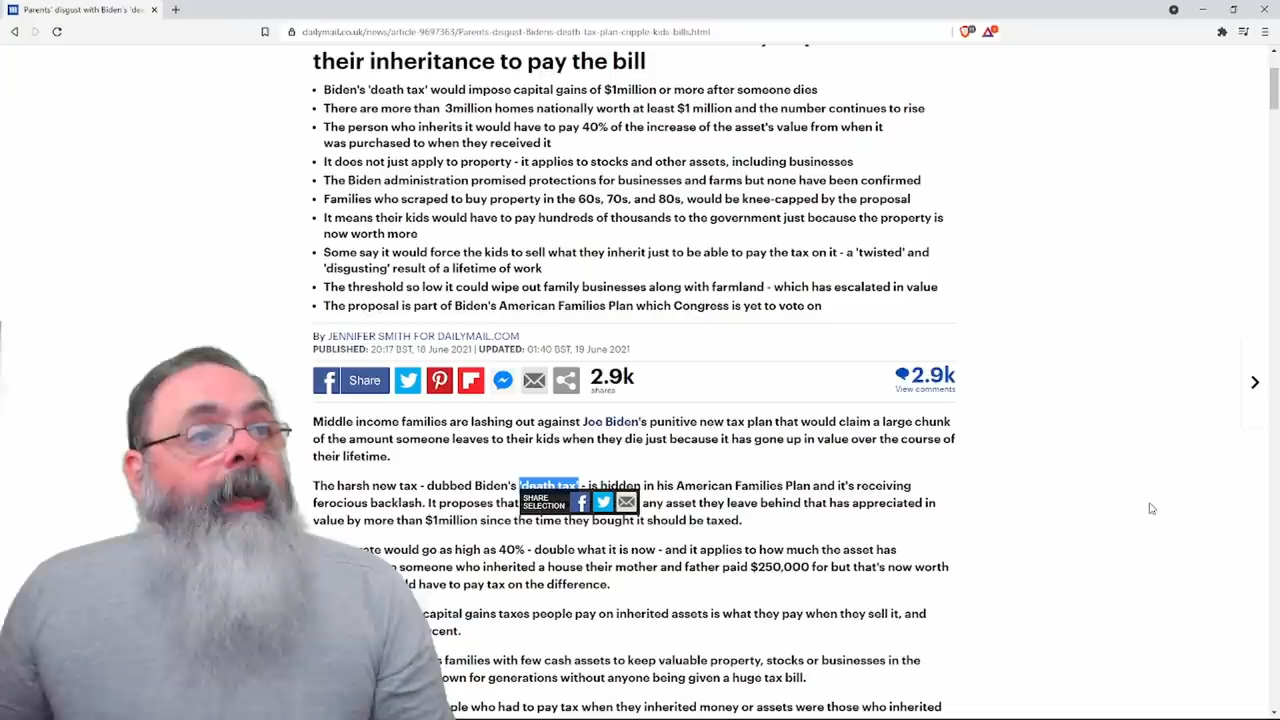 Parents' disgust with Biden's 'dea
dailymail.co.uk/news/article-9697363/Parents-disgust-Bidens-death-tax-plan-cripple-kids-bills.html
their inheritance to pay the bill
Biden's 'death tax' would impose capital gains of $1million or more after someone dies
There are more than 3million homes nationally worth at least $1 million and the number continues to rise
The person who inherits it would have to pay 40% of the increase of the asset's value from when it
was purchased to when they received it
It does not just apply to property - it applies to stocks and other assets, including businesses
The Biden administration promised protections for businesses and farms but none have been confirmed
Families who scraped to buy property in the 60s, 70s, and 80s, would be knee-capped by the proposal
It means their kids would have to pay hundreds of thousands to the government just because the property is
now worth more
Some say it would force the kids to sell what they inherit just to be able to pay the tax on it - a 'twisted' and
'disgusting' result of a lifetime of work
The threshold so low it could wipe out family businesses along with farmland - which has escalated in value
The proposal is part of Biden's American Families Plan which Congress is yet to vote on
By JENNIFER SMITH FOR DAILYMAIL.COM
PUBLISHED: 20:17 BST, 18 June 2021 | UPDATED: 01:40 BST, 19 June 2021
Share
2.9k
shares
2.9k
View comments
Middle income families are lashing out against Joe Biden's punitive new tax plan that would claim a large chunk
of the amount someone leaves to their kids when they die just because it has gone up in value over the course of
their lifetime.
The harsh new tax - dubbed Biden's 'death tax' - is hidden in his American Families Plan and it's receiving
ferocious backlash. It proposes that any asset they leave behind that has appreciated in
SHARE
SELECTION
value by more than $1million since the time they bought it should be taxed.
would go as high as 40% - double what it is now - and it applies to how much the asset has
someone who inherited a house their mother and father paid $250,000 for but that's now worth
have to pay tax on the difference.
capital gains taxes people pay on inherited assets is what they pay when they sell it, and
families with few cash assets to keep valuable property, stocks or businesses in the
for generations without anyone being given a huge tax bill.
who had to pay tax when they inherited money or assets were those who inherited